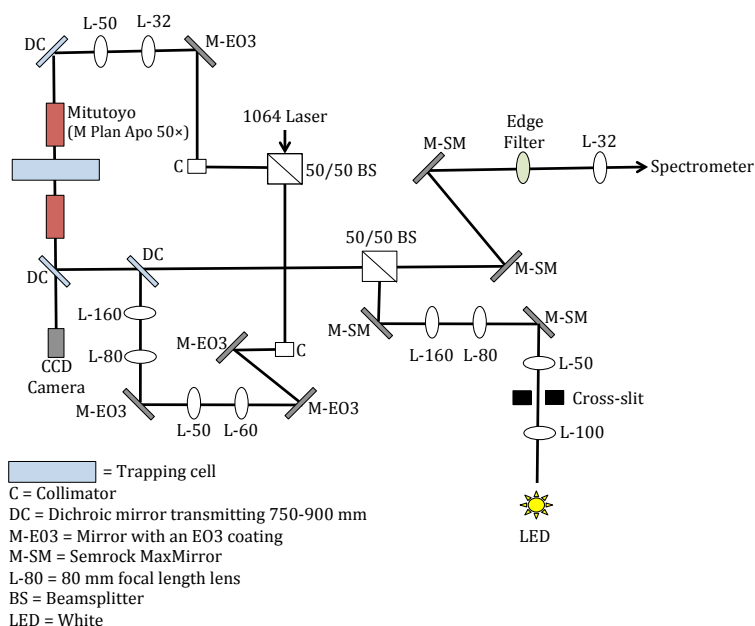 L-50
L-32
M-EO3
DC
Mitutoyo
(M Plan Apo 50×)
1064 Laser
C
50/50 BS
Edge
Filter
L-32
M-SM
Spectrometer
50/50 BS
DC
DC
M-SM
L-160
M-SM
M-SM
L-80
M-EO3
C
L-160
L-80
L-50
CCD
Camera
Cross-slit
M-EO3
M-EO3
L-50
L-60
L-100
LED
= Trapping cell
C = Collimator
DC = Dichroic mirror transmitting 750-900 mm
M-E03 = Mirror with an EO3 coating
M-SM = Semrock MaxMirror
L-80 = 80 mm focal length lens
BS = Beamsplitter
LED = White